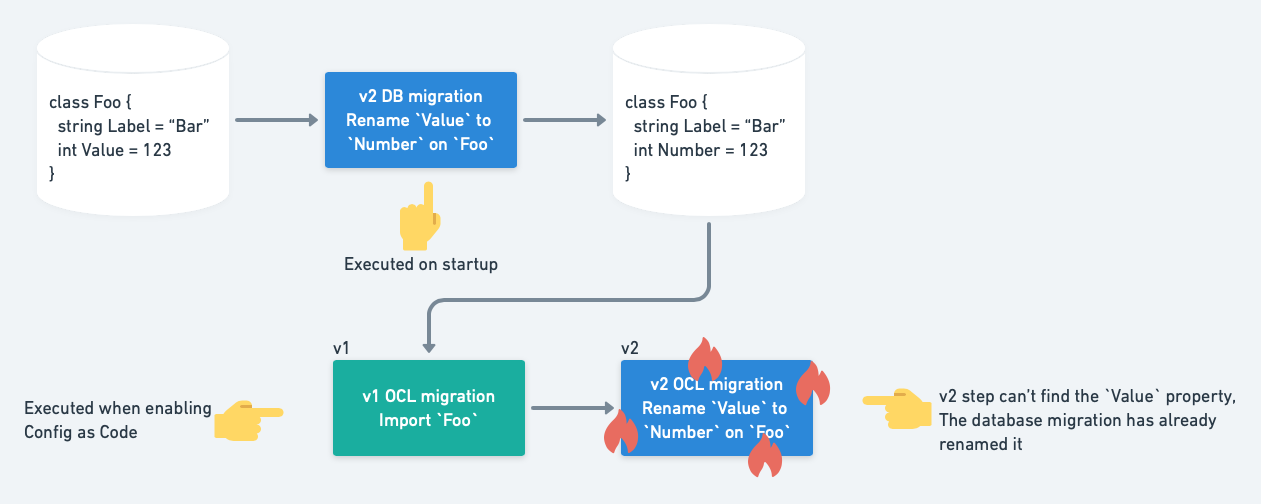 class Foo {
string Label = “Bar”
int Value = 123
}
v2 DB migration
Rename `Value` to
`Number` on `Foo`
class Foo {
string Label = “Bar”
int Number = 123
}
Executed on startup
v1
v2
Executed when enabling
Config as Code
v1 OCL migration
Import `Foo`
v2 OCL migration
Rename `Value` to
`Number` on `Foo`
v2 step can’t find the `Value` property,
The database migration has already
renamed it